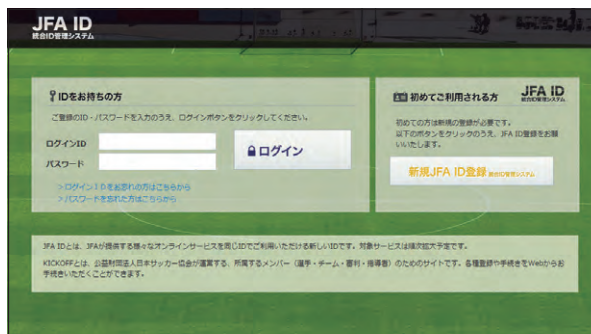 JFA ID
統合ID管理システム
IDをお持ちの方
ご登録のID・パスワードを入力のうえ、ログインボタンをクリックしてください。
ログインID
パスワード
ログイン
>ログインIDをお忘れの方はこちらから
>パスワードを忘れた方はこちらから
初めてご利用される方
JFA ID
統合ID管理システム
初めての方は新規の登録が必要です。
以下のボタンをクリックのうえ、JFA ID登録をお願
いいたします。
新規JFA ID登録 統合ID管理システム
JFA IDとは、JFAが提供する様々なオンラインサービスを同じIDでご利用いただける新しいIDです。対象サービスは順次拡大予定です。
KICKOFFとは、公益財団法人日本サッカー協会が運営する、所属するメンバー（選手・チーム・審判・指導者）のためのサイトです。各種登録や手続きをWebからお
手続きいただくことができます。